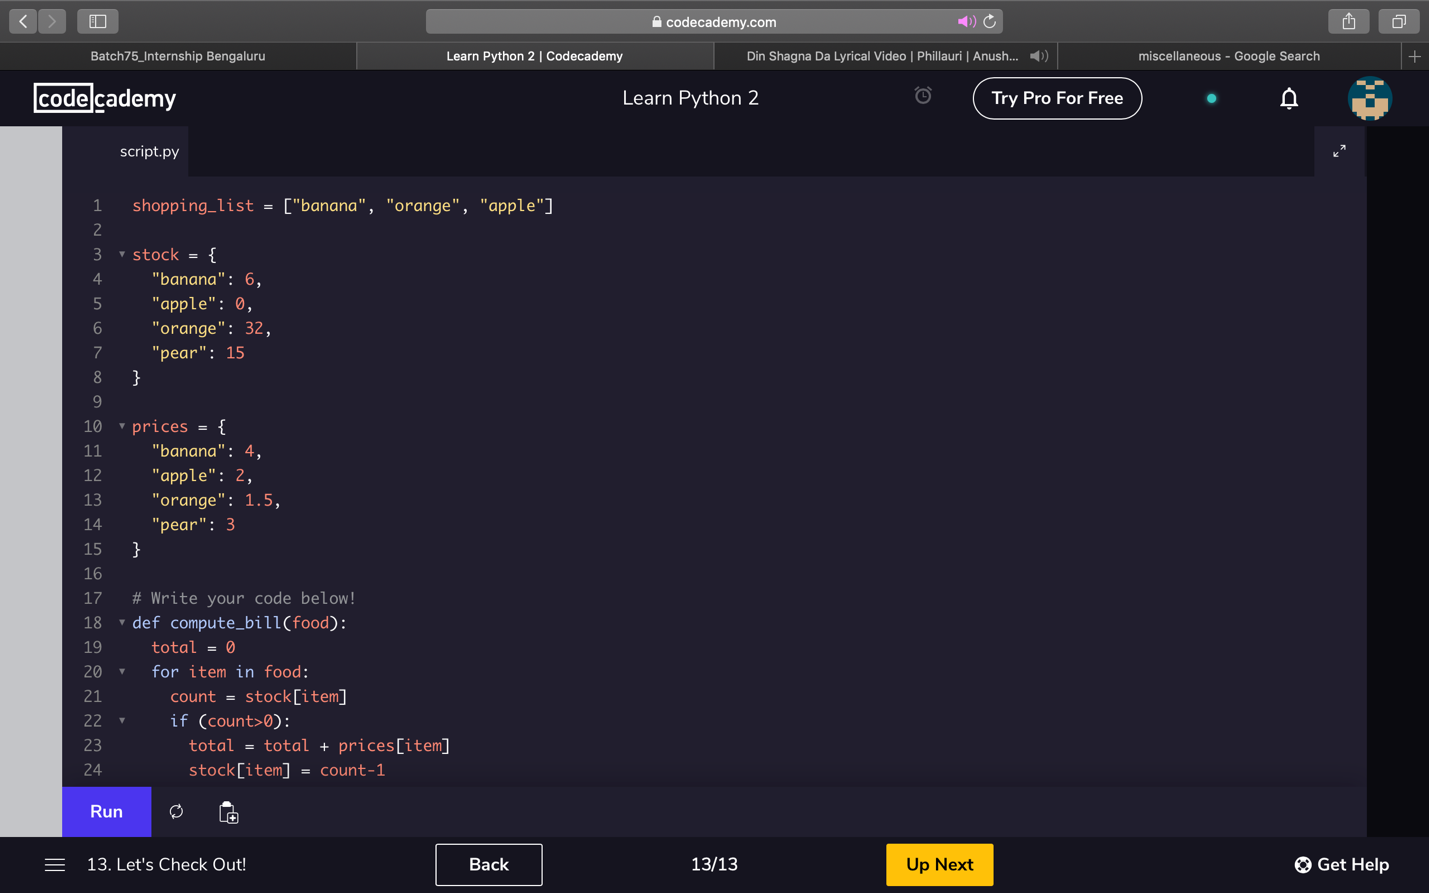 codecademy.com
Batch75_Internship Bengaluru
Learn Python 2 | Codecademy
Din Shagna Da Lyrical Video | Phillauri | Anush...
miscellaneous - Google Search
codecademy
Learn Python 2
Try Pro For Free
script.py
1 shopping_list = ["banana", "orange", "apple"]
2
3 stock = {
4   "banana": 6,
5   "apple": 0,
6   "orange": 32,
7   "pear": 15
8 }
9
10 prices = {
11   "banana": 4,
12   "apple": 2,
13   "orange": 1.5,
14   "pear": 3
15 }
16
17 # Write your code below!
18 def compute_bill(food):
19   total = 0
20   for item in food:
21     count = stock[item]
22     if (count>0):
23       total = total + prices[item]
24       stock[item] = count-1
Run
13. Let's Check Out!
Back
13/13
Up Next
Get Help